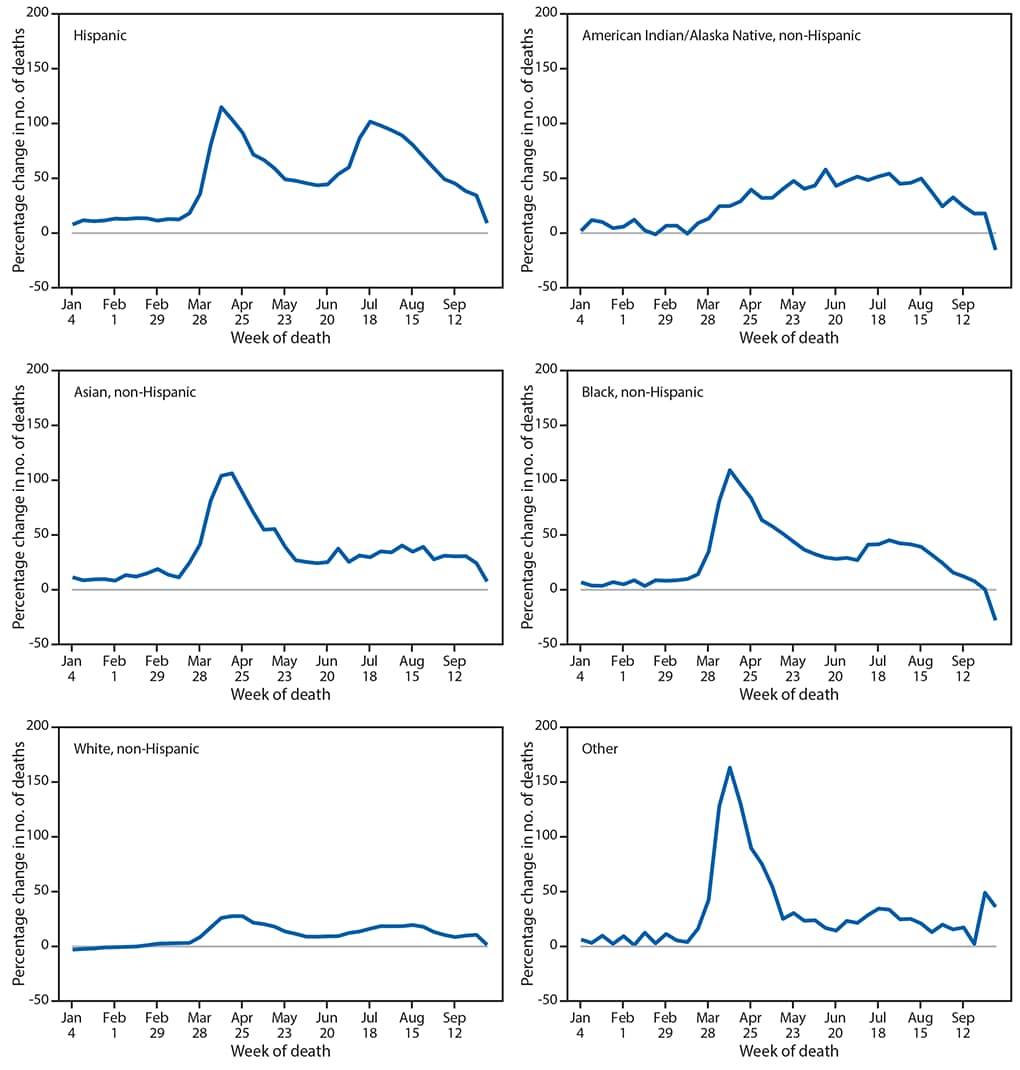 Hispanic
Percentage change in no. of deaths
200
150
100
50
0
-50
Jan Feb Feb Mar Apr May Jun Jul Aug Sep
4 1 29 28 25 23 20 18 15 12
Week of death
American Indian/Alaska Native, non-Hispanic
Percentage change in no. of deaths
200
150
100
50
0
-50
Jan Feb Feb Mar Apr May Jun Jul Aug Sep
4 1 29 28 25 23 20 18 15 12
Week of death
Asian, non-Hispanic
Percentage change in no. of deaths
200
150
100
50
0
-50
Jan Feb Feb Mar Apr May Jun Jul Aug Sep
4 1 29 28 25 23 20 18 15 12
Week of death
Black, non-Hispanic
Percentage change in no. of deaths
200
150
100
50
0
-50
Jan Feb Feb Mar Apr May Jun Jul Aug Sep
4 1 29 28 25 23 20 18 15 12
Week of death
White, non-Hispanic
Percentage change in no. of deaths
200
150
100
50
0
-50
Jan Feb Feb Mar Apr May Jun Jul Aug Sep
4 1 29 28 25 23 20 18 15 12
Week of death
Other
Percentage change in no. of deaths
200
150
100
50
0
-50
Jan Feb Feb Mar Apr May Jun Jul Aug Sep
4 1 29 28 25 23 20 18 15 12
Week of death